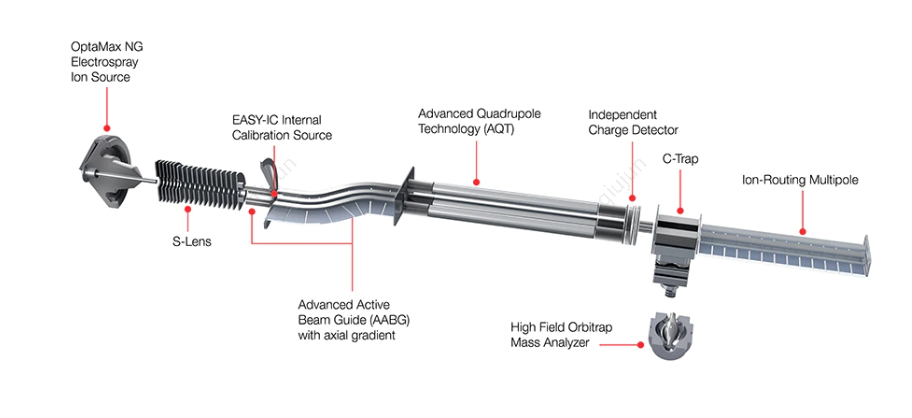 OptaMax NG
Electrospray
Ion Source
EASY-IC Internal
Calibration Source
Advanced Quadrupole
Technology (AQT)
Independent
Charge Detector
C-Trap
Ion-Routing Multipole
S-Lens
Advanced Active
Beam Guide (AABG)
with axial gradient
High Field Orbitrap
Mass Analyzer